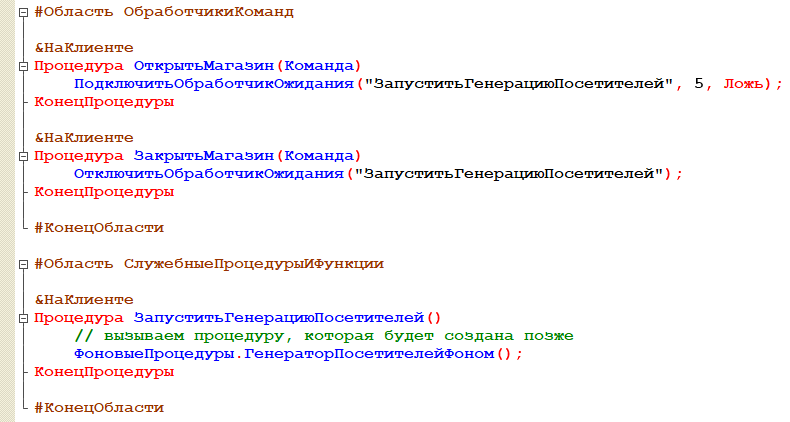 #Область ОбработчикиКоманд
&НаКлиенте
Процедура ОткрытьМагазин(Команда)
ПодключитьОбработчикОжидания("ЗапуститьГенерациюПосетителей", 5, Ложь);
КонецПроцедуры
&НаКлиенте
Процедура ЗакрытьМагазин(Команда)
ОтключитьОбработчикОжидания("ЗапуститьГенерациюПосетителей");
КонецПроцедуры
#КонецОбласти
#Область СлужебныеПроцедурыИФункции
&НаКлиенте
Процедура ЗапуститьГенерациюПосетителей()
// вызываем процедуру, которая будет создана позже
ФоновыеПроцедуры.ГенераторПосетителейФоном();
КонецПроцедуры
#КонецОбласти